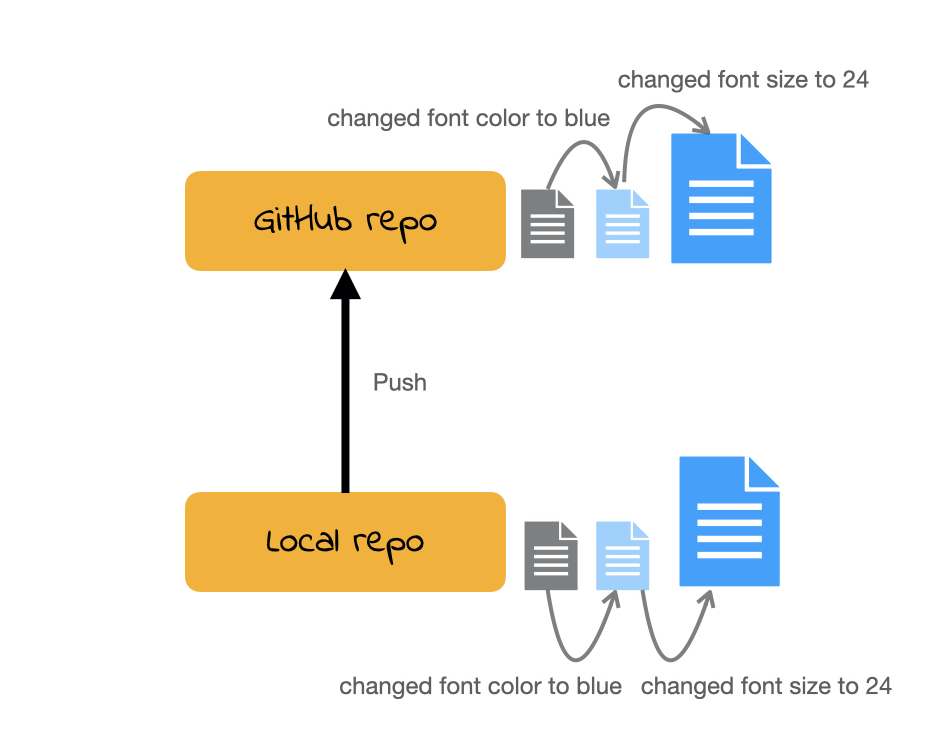 changed font size to 24
changed font color to blue
GitHub repo
Push
Local repo
changed font color to blue
changed font size to 24